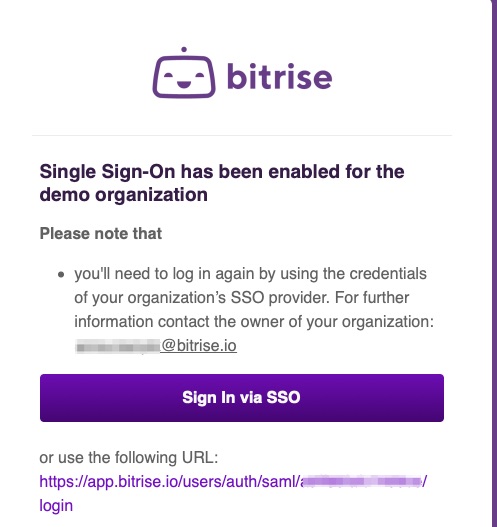 bitrise
Single Sign-On has been enabled for the
demo organization
Please note that
• you'll need to log in again by using the credentials
of your organization’s SSO provider. For further
information contact the owner of your organization:
@bitrise.io
Sign In via SSO
or use the following URL:
https://app.bitrise.io/users/auth/saml/ /
login